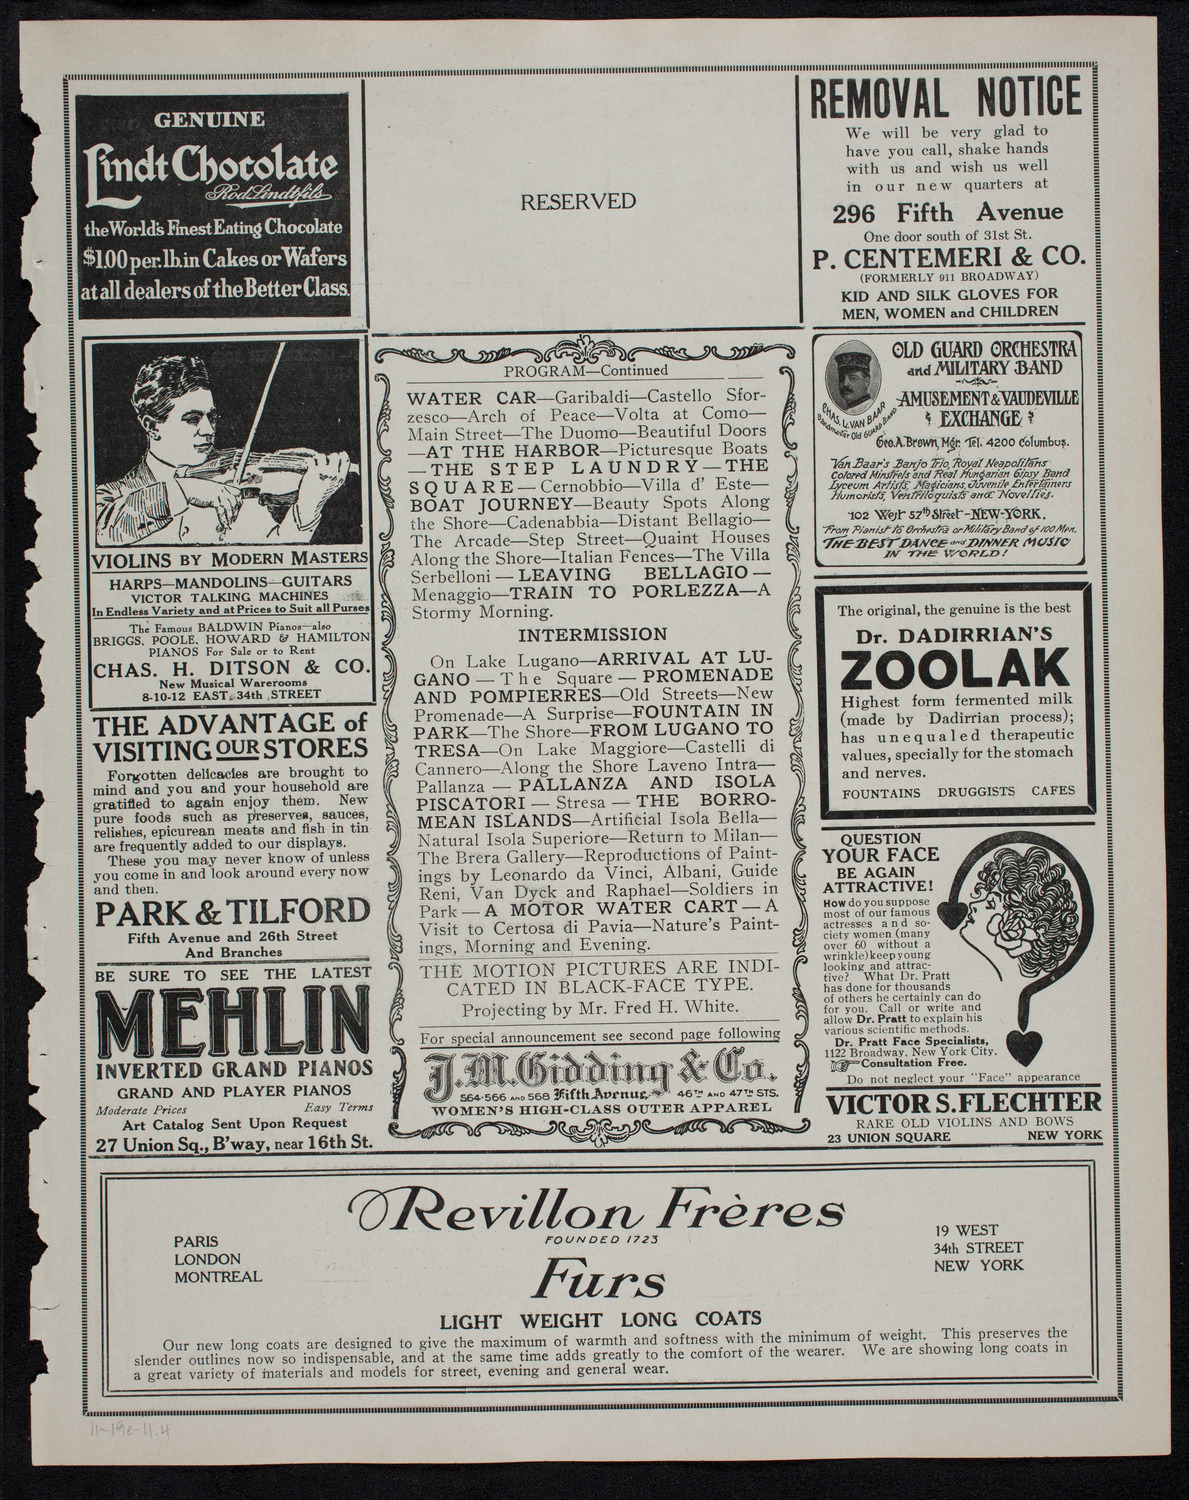 GENUINE
Lindt Chocolate
Rod. Lindt fils
the World's Finest Eating Chocolate
$1.00 per. lb. in Cakes or Wafers
at all dealers of the Better Class.
RESERVED
REMOVAL NOTICE
We will be very glad to
have you call, shake hands
with us and wish us well
in our new quarters at
296 Fifth Avenue
One door south of 31st St.
P. CENTEMERI & CO.
(FORMERLY 911 BROADWAY)
KID AND SILK GLOVES FOR
MEN, WOMEN and CHILDREN
VIOLINS BY MODERN MASTERS
HARPS—MANDOLINS—GUITARS
VICTOR TALKING MACHINES
In Endless Variety and at Prices to Suit all Purses
The Famous BALDWIN Pianos—also
BRIGGS, POOLE, HOWARD & HAMILTON
PIANOS For Sale or to Rent
CHAS. H. DITSON & CO.
New Musical Warerooms
8-10-12 EAST 34th STREET
THE ADVANTAGE of
VISITING OUR STORES
Forgotten delicacies are brought to
mind and you and your household are
gratified to again enjoy them. New
pure foods such as preserves, sauces,
relishes, epicurean meats and fish in tin
are frequently added to our displays.
These you may never know of unless
you come in and look around every now
and then.
PARK & TILFORD
Fifth Avenue and 26th Street
And Branches
BE SURE TO SEE THE LATEST
MEHLIN
INVERTED GRAND PIANOS
GRAND AND PLAYER PIANOS
Moderate Prices Easy Terms
Art Catalog Sent Upon Request
27 Union Sq., B'way, near 16th St.
PROGRAM—Continued
WATER CAR—Garibaldi—Castello Sfor-
zesco—Arch of Peace—Volta at Como—
Main Street—The Duomo—Beautiful Doors
—AT THE HARBOR—Picturesque Boats
—THE STEP LAUNDRY—THE
SQUARE—Cernobbio—Villa d' Este—
BOAT JOURNEY—Beauty Spots Along
the Shore—Cadenabbia—Distant Bellagio—
The Arcade—Step Street—Quaint Houses
Along the Shore—Italian Fences—The Villa
Serbelloni—LEAVING BELLAGIO—
Menaggio—TRAIN TO PORLEZZA—A
Stormy Morning.
INTERMISSION
On Lake Lugano—ARRIVAL AT LU-
GANO—The Square—PROMENADE
AND POMPIERRES—Old Streets—New
Promenade—A Surprise—FOUNTAIN IN
PARK—The Shore—FROM LUGANO TO
TRESA—On Lake Maggiore—Castelli di
Cannero—Along the Shore Laveno Intra—
Pallanza—PALLANZA AND ISOLA
PISCATORI—Stresa—THE BORRO-
MEAN ISLANDS—Artificial Isola Bella—
Natural Isola Superiore—Return to Milan—
The Brera Gallery—Reproductions of Paint-
ings by Leonardo da Vinci, Albani, Guide
Reni, Van Dyck and Raphael—Soldiers in
Park—A MOTOR WATER CART—A
Visit to Certosa di Pavia—Nature's Paint-
ings, Morning and Evening.
THE MOTION PICTURES ARE INDI-
CATED IN BLACK-FACE TYPE.
Projecting by Mr. Fred H. White.
For special announcement see second page following
J. M. Gidding & Co.
564-566 AND 568 Fifth Avenue 46TH AND 47TH STS.
WOMEN'S HIGH-CLASS OUTER APPAREL
OLD GUARD ORCHESTRA
and MILITARY BAND
AMUSEMENT & VAUDEVILLE
EXCHANGE
CHAS. L. VAN BAAR
Bandmaster Old GUARD BAND
Geo. A. Brown, Mgr. Tel. 4200 Columbus.
Van Baar's Banjo Trio, Royal Neapolitans
Colored Minstrels and Real Hungarian Gipsy Band
Lyceum Artists, Magicians, Juvenile Entertainers
Humorists, Ventriloquists and Novelties.
102 West 57th Street—NEW-YORK.
From Pianist to Orchestra or Military Band of 100 Men.
THE BEST DANCE and DINNER MUSIC
IN THE WORLD!
The original, the genuine is the best
Dr. DADIRRIAN'S
ZOOLAK
Highest form fermented milk
(made by Dadirrian process);
has unequaled therapeutic
values, specially for the stomach
and nerves.
FOUNTAINS DRUGGISTS CAFES
QUESTION
YOUR FACE
BE AGAIN
ATTRACTIVE!
How do you suppose
most of our famous
actresses and so-
ciety women (many
over 60 without a
wrinkle) keep young
looking and attrac-
tive? What Dr. Pratt
has done for thousands
of others he certainly can do
for you. Call or write and
allow Dr. Pratt to explain his
various scientific methods.
Dr. Pratt Face Specialists,
1122 Broadway, New York City.
Consultation Free.
Do not neglect your "Face" appearance
VICTOR S. FLECHTER
RARE OLD VIOLINS AND BOWS
23 UNION SQUARE NEW YORK
Revillon Frères
FOUNDED 1723
PARIS
LONDON
MONTREAL
19 WEST
34th STREET
NEW YORK
Furs
LIGHT WEIGHT LONG COATS
Our new long coats are designed to give the maximum of warmth and softness with the minimum of weight. This preserves the
slender outlines now so indispensable, and at the same time adds greatly to the comfort of the wearer. We are showing long coats in
a great variety of materials and models for street, evening and general wear.
11-19e-11.4